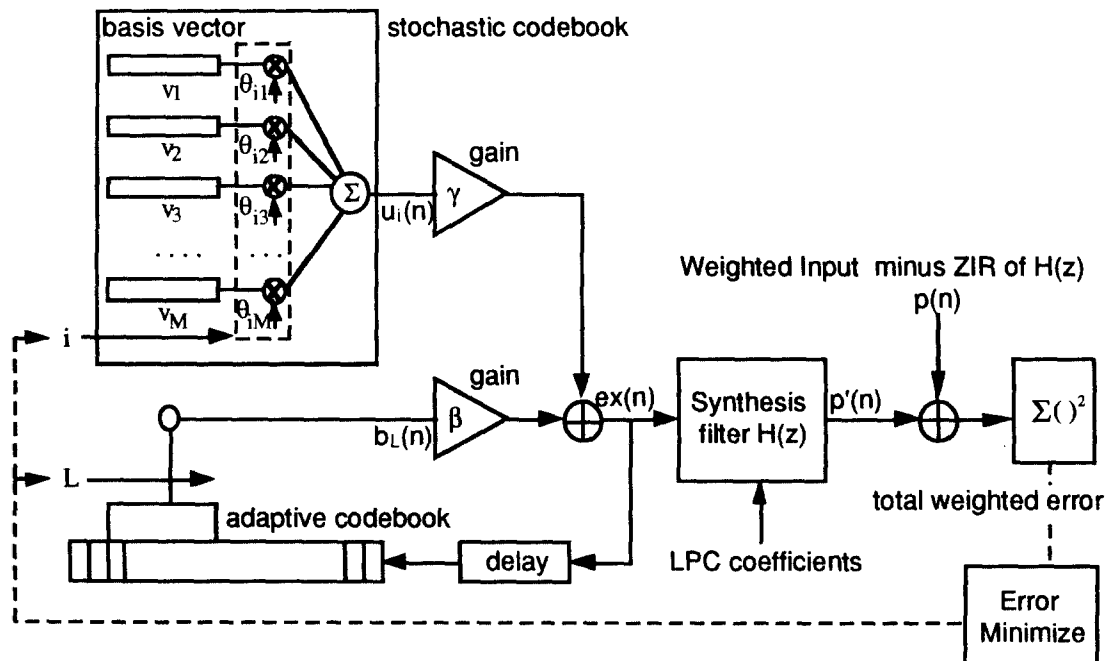 basis vector
stochastic codebook
v1
θi1
v2
θi2
v3
θi3
.... ...
vM
θiM
Σ
ui(n)
gain
γ
i
Weighted Input minus ZIR of H(z)
p(n)
gain
β
bL(n)
ex(n)
Synthesis
filter H(z)
p'(n)
Σ( )²
L
adaptive codebook
delay
LPC coefficients
total weighted error
Error
Minimize